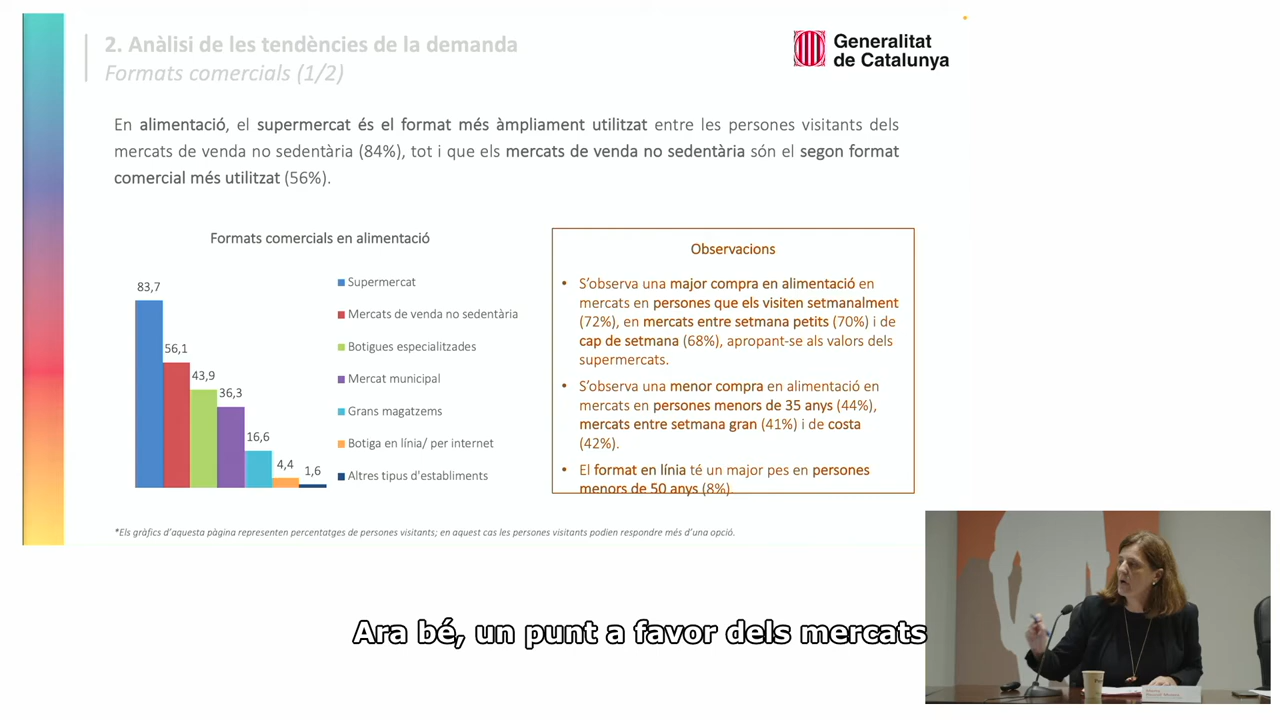 2. Anàlisi de les tendències de la demanda
Formats comercials (1/2)
Generalitat
de Catalunya
En alimentació, el supermercat és el format més àmpliament utilitzat entre les persones visitants dels
mercats de venda no sedentària (84%), tot i que els mercats de venda no sedentària són el segon format
comercial més utilitzat (56%).
Formats comercials en alimentació
83,7
56,1
43,9
36,3
16,6
4,4
1,6
Supermercat
Mercats de venda no sedentària
Botigues especialitzades
Mercat municipal
Grans magatzems
Botiga en línia/ per internet
Altres tipus d'establiments
Observacions
• S'observa una major compra en alimentació en
mercats en persones que els visiten setmanalment
(72%), en mercats entre setmana petits (70%) i de
cap de setmana (68%), apropant-se als valors dels
supermercats.
• S'observa una menor compra en alimentació en
mercats en persones menors de 35 anys (44%),
mercats entre setmana gran (41%) i de costa
(42%).
• El format en línia té un major pes en persones
menors de 50 anys (8%).
*Els gràfics d'aquesta pàgina representen percentatges de persones visitants; en aquest cas les persones visitants podien respondre més d'una opció.
Ara bé, un punt a favor dels mercats